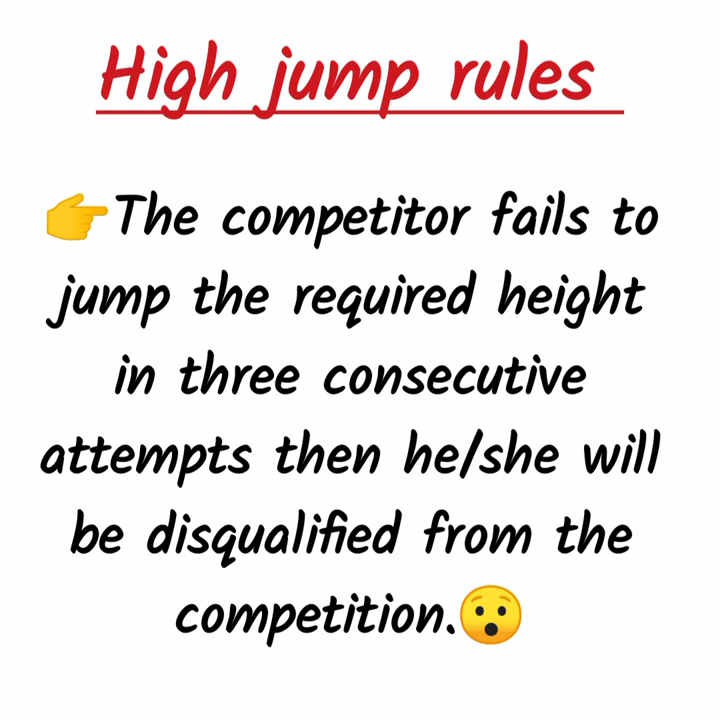 High jump rules
👉The competitor fails to
jump the required height
in three consecutive
attempts then he/she will
be disqualified from the
competition.😯